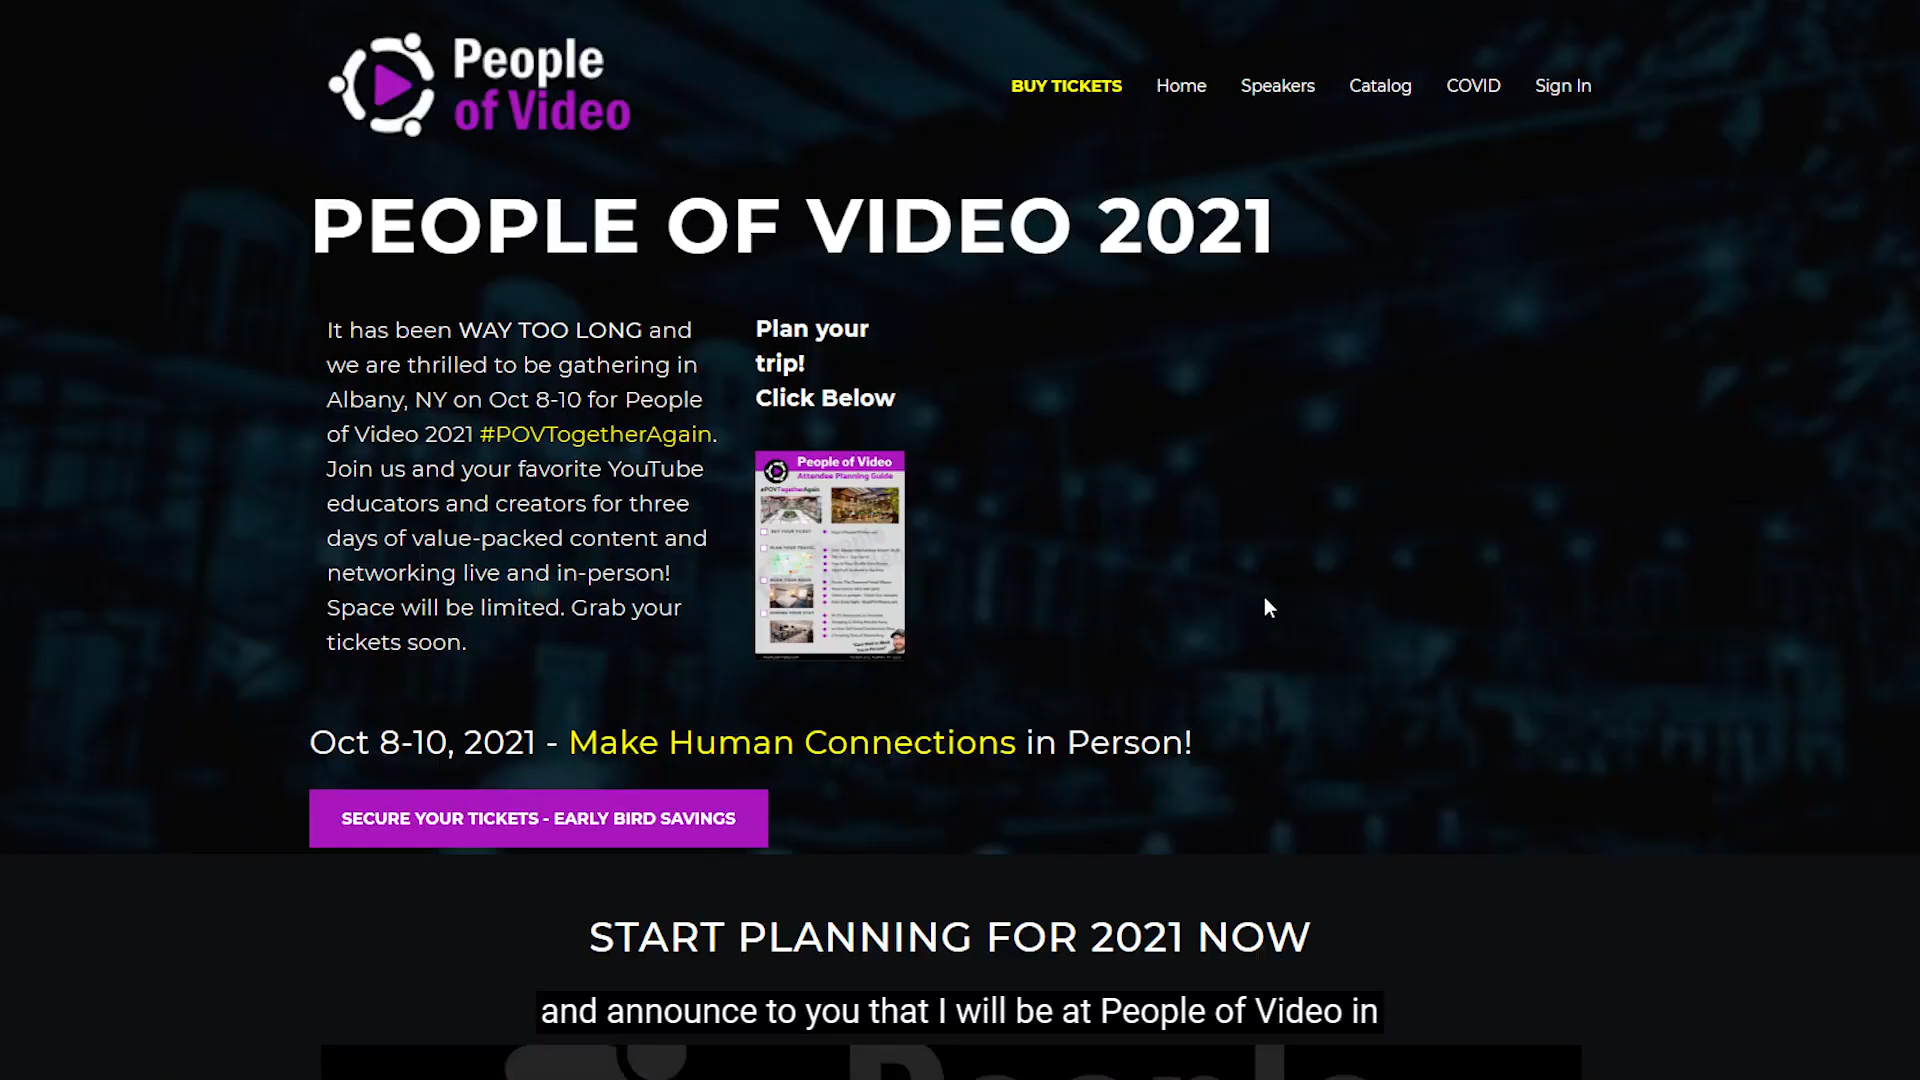 People
of Video
BUY TICKETS Home Speakers Catalog COVID Sign In
PEOPLE OF VIDEO 2021
It has been WAY TOO LONG and
we are thrilled to be gathering in
Albany, NY on Oct 8-10 for People
of Video 2021 #POVTogetherAgain.
Join us and your favorite YouTube
educators and creators for three
days of value-packed content and
networking live and in-person!
Space will be limited. Grab your
tickets soon.
Plan your
trip!
Click Below
People of Video
Attendee Planning Guide
#POVTogetherAgain
Oct 8-10, 2021 - Make Human Connections in Person!
SECURE YOUR TICKETS - EARLY BIRD SAVINGS
START PLANNING FOR 2021 NOW
and announce to you that I will be at People of Video in